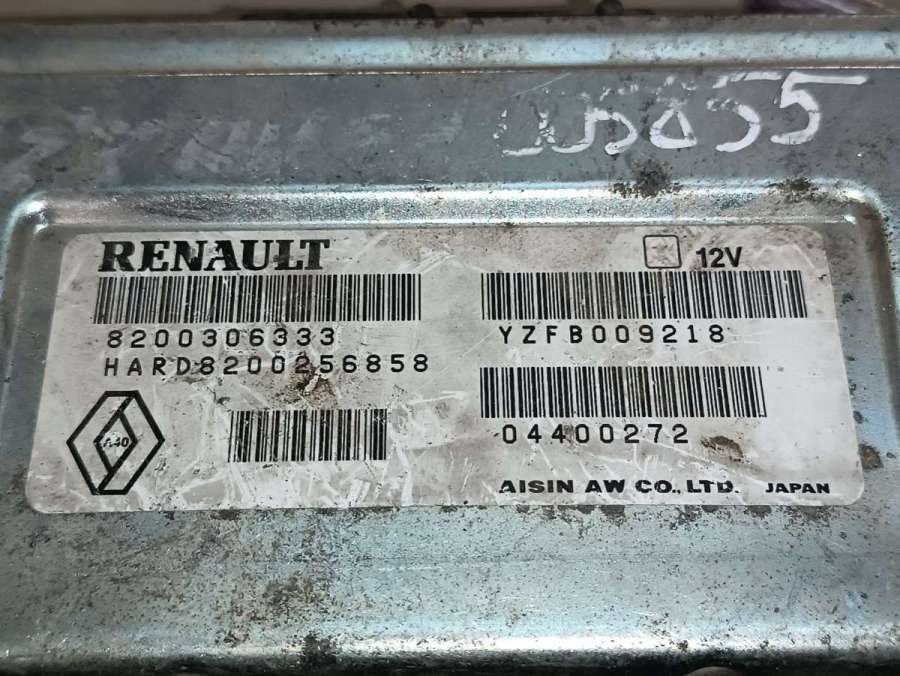 RENAULT
12V
8200306333
HARD8200256858
YZFB009218
04400272
AISIN AW CO., LTD. JAPAN